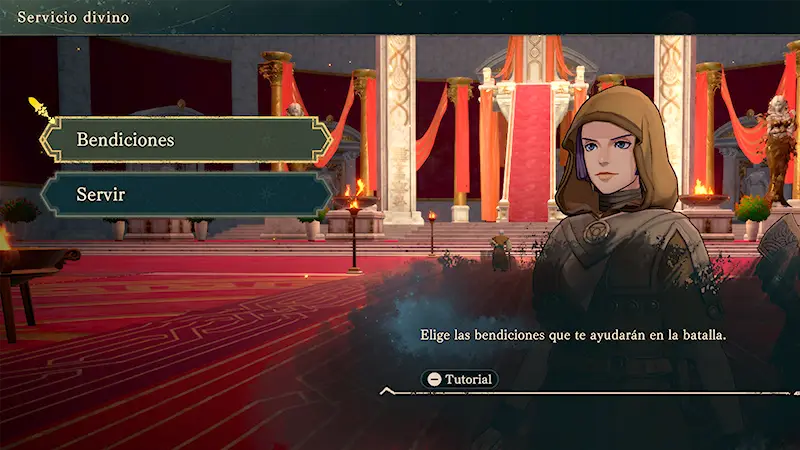 Servicio divino
Bendiciones
Servir
Elige las bendiciones que te ayudarán en la batalla.
Tutorial